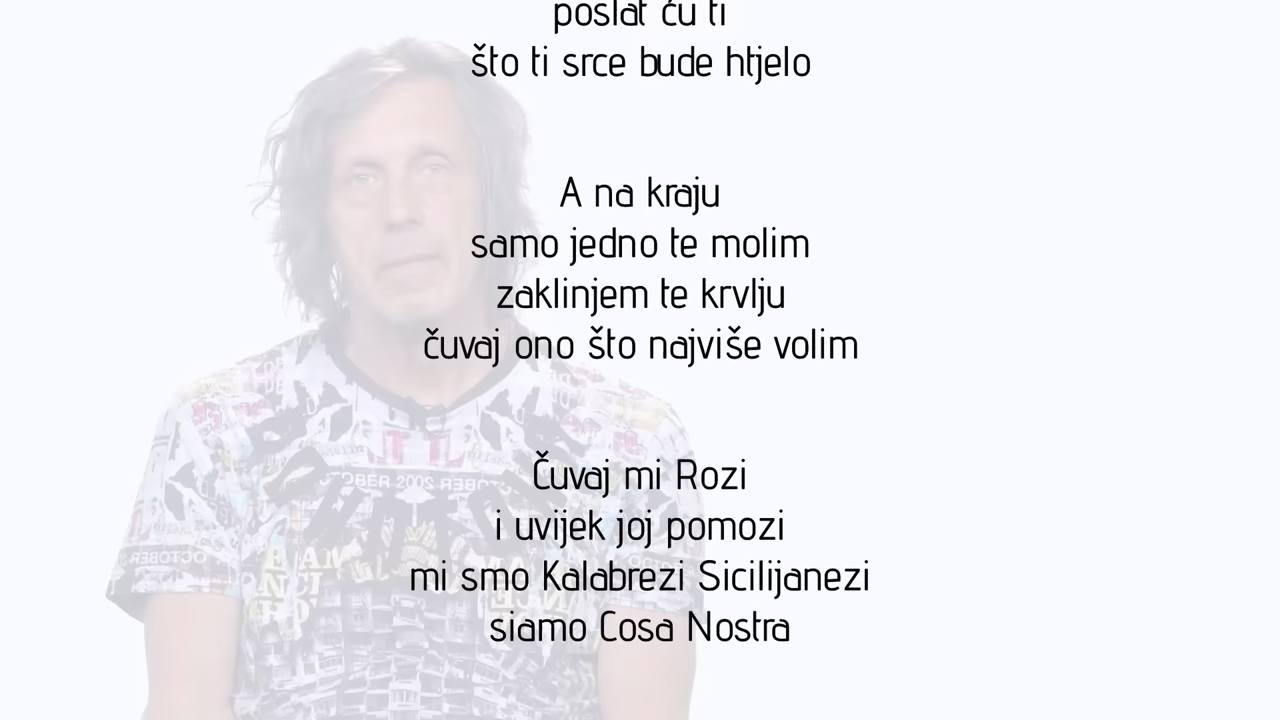 poslat ću ti
što ti srce bude htjelo
A na kraju
samo jedno te molim
zaklinjem te krvlju
čuvaj ono što najviše volim
Čuvaj mi Rozi
i uvijek joj pomozi
mi smo Kalabrezi Sicilijanezi
siamo Cosa Nostra